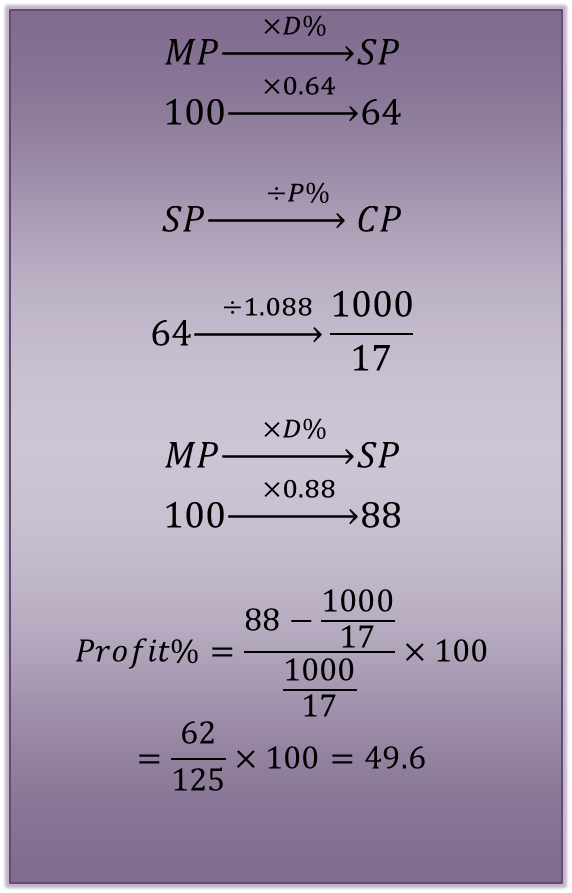 MP —×D%→ SP
100 —×0.64→ 64
SP —÷P%→ CP
64 —÷1.088→ 1000/17
MP —×D%→ SP
100 —×0.88→ 88
Profit% = (88 − 1000/17)/(1000/17) × 100
= 62/125 × 100 = 49.6